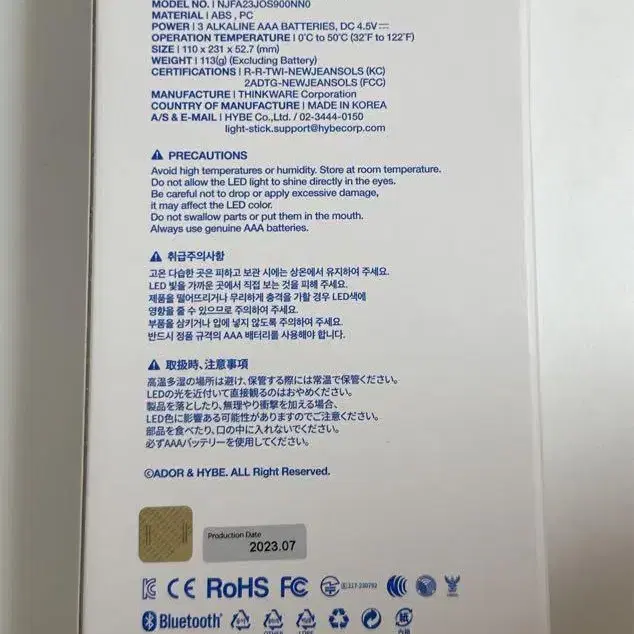 MODEL NO. | NJFA23JOS900NN0
MATERIAL | ABS , PC
POWER | 3 ALKALINE AAA BATTERIES, DC 4.5V⎓
OPERATION TEMPERATURE | 0˚C to 50˚C (32˚F to 122˚F)
SIZE | 110 x 231 x 52.7 (mm)
WEIGHT | 113(g) (Excluding Battery)
CERTIFICATIONS | R-R-TWI-NEWJEANSOLS (KC)
2ADTG-NEWJEANSOLS (FCC)
MANUFACTURE | THINKWARE Corporation
COUNTRY OF MANUFACTURE | MADE IN KOREA
A/S & E-MAIL | HYBE Co.,Ltd. / 02-3444-0150
light-stick.support@hybecorp.com
⚠ PRECAUTIONS
Avoid high temperatures or humidity. Store at room temperature.
Do not allow the LED light to shine directly in the eyes.
Be careful not to drop or apply excessive damage,
it may affect the LED color.
Do not swallow parts or put them in the mouth.
Always use genuine AAA batteries.
⚠ 취급주의사항
고온 다습한 곳은 피하고 보관 시에는 상온에서 유지하여 주세요.
LED 빛을 가까운 곳에서 직접 보는 것을 피해 주세요.
제품을 떨어뜨리거나 무리하게 충격을 가할 경우 LED색에
영향을 줄 수 있으므로 주의하여 주세요.
부품을 삼키거나 입에 넣지 않도록 주의하여 주세요.
반드시 정품 규격의 AAA 배터리를 사용해야 합니다.
⚠ 取扱時、注意事項
高温多湿の場所は避け、保管する際には常温で保管ください。
LEDの光を近付いて直接観るのはおやめください。
製品を落としたり、無理やり衝撃を加える場合、
LED色に影響ある可能性がありますのでご注意ください。
部品を食べたり、口の中に入れないでください。
必ずAAAバッテリーを使用してください。
©ADOR & HYBE. ALL Right Reserved.
Production Date
2023.07
CE RoHS FC
Bluetooth®